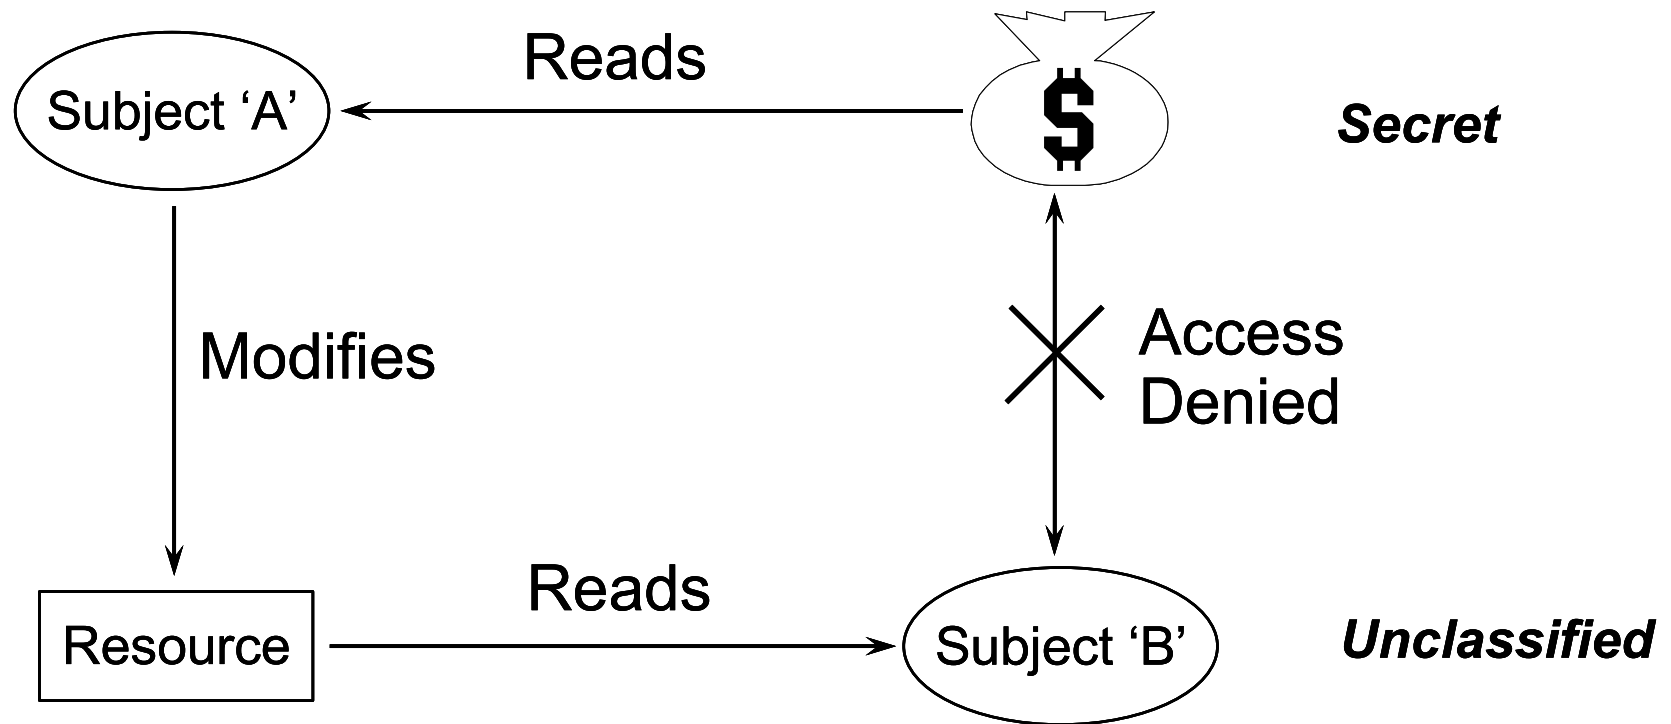 Reads
Subject ‘A’
$
Secret
Modifies
Access
Denied
Reads
Resource
Subject ‘B’
Unclassified